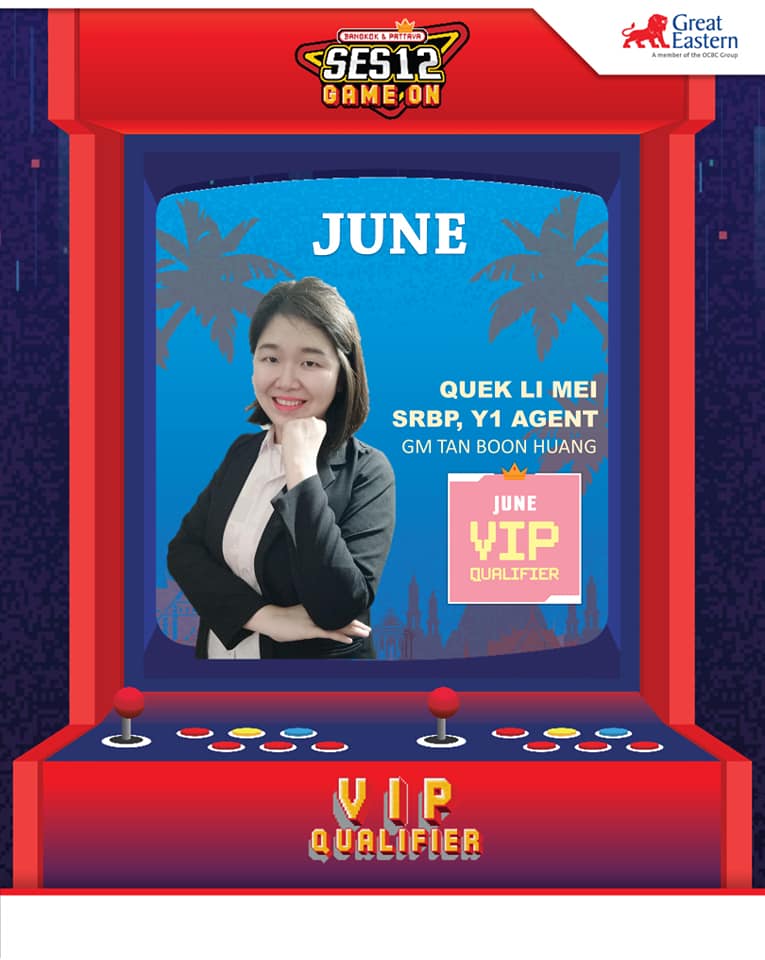 Great
Eastern
A member of the OCBC Group
BANGKOK & PATTAYA
SES12
GAME ON
JUNE
QUEK LI MEI
SRBP, Y1 AGENT
GM TAN BOON HUANG
JUNE
VIP
QUALIFIER
VIP
QUALIFIER